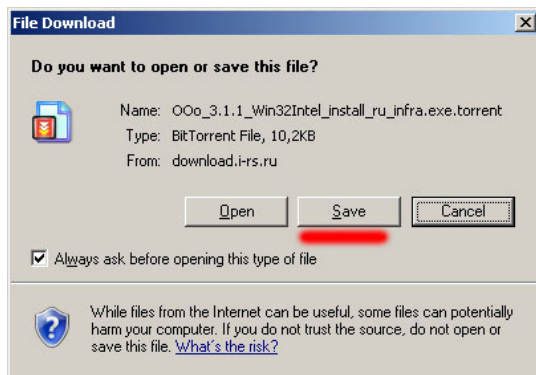 File Download
Do you want to open or save this file?
Name: OOo_3.1.1_Win32Intel_install_ru_infra.exe.torrent
Type: BitTorrent File, 10,2KB
From: download.i-rs.ru
Open Save Cancel
Always ask before opening this type of file
While files from the Internet can be useful, some files can potentially
harm your computer. If you do not trust the source, do not open or
save this file. What's the risk?